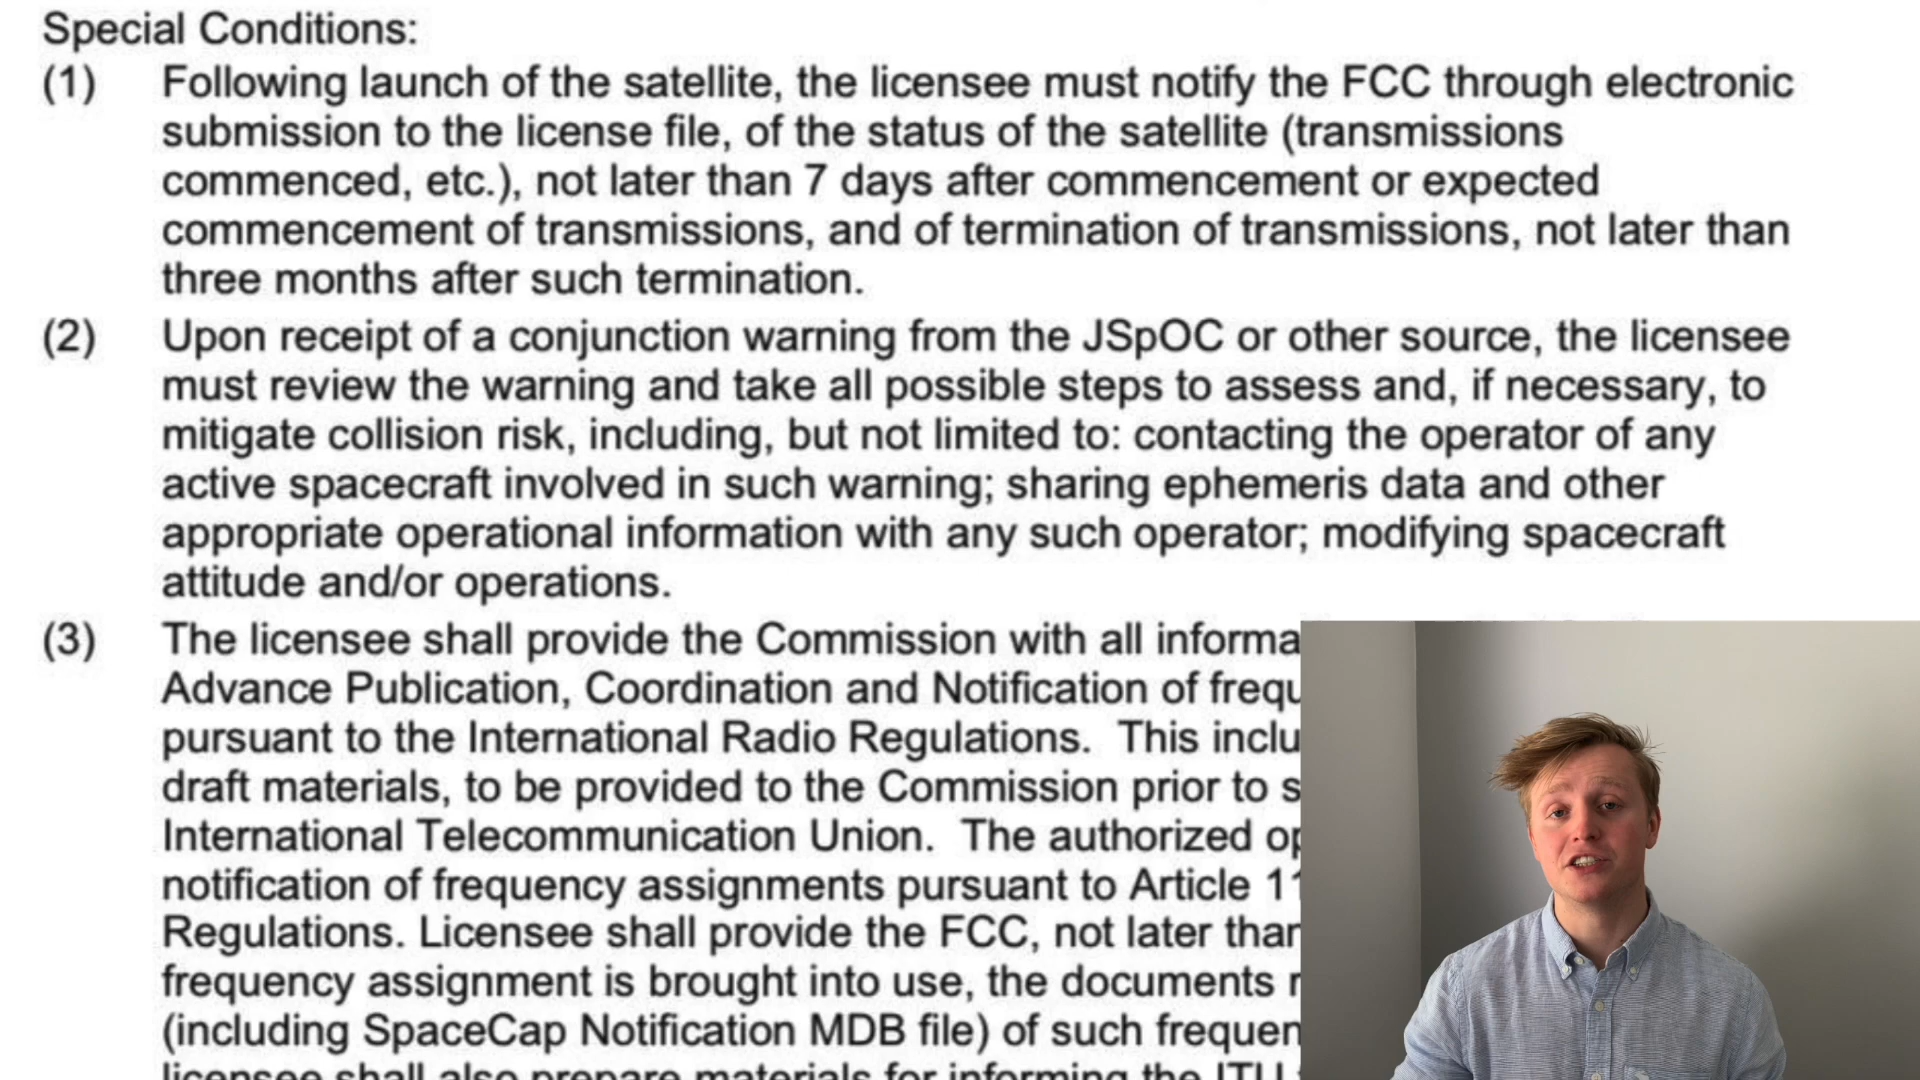 Special Conditions:
(1) Following launch of the satellite, the licensee must notify the FCC through electronic
submission to the license file, of the status of the satellite (transmissions
commenced, etc.), not later than 7 days after commencement or expected
commencement of transmissions, and of termination of transmissions, not later than
three months after such termination.
(2) Upon receipt of a conjunction warning from the JSpOC or other source, the licensee
must review the warning and take all possible steps to assess and, if necessary, to
mitigate collision risk, including, but not limited to: contacting the operator of any
active spacecraft involved in such warning; sharing ephemeris data and other
appropriate operational information with any such operator; modifying spacecraft
attitude and/or operations.
(3) The licensee shall provide the Commission with all informa
Advance Publication, Coordination and Notification of frequ
pursuant to the International Radio Regulations. This inclu
draft materials, to be provided to the Commission prior to s
International Telecommunication Union. The authorized op
notification of frequency assignments pursuant to Article 11
Regulations. Licensee shall provide the FCC, not later than
frequency assignment is brought into use, the documents r
(including SpaceCap Notification MDB file) of such frequen
licensee shall also prepare materials for informing the ITU